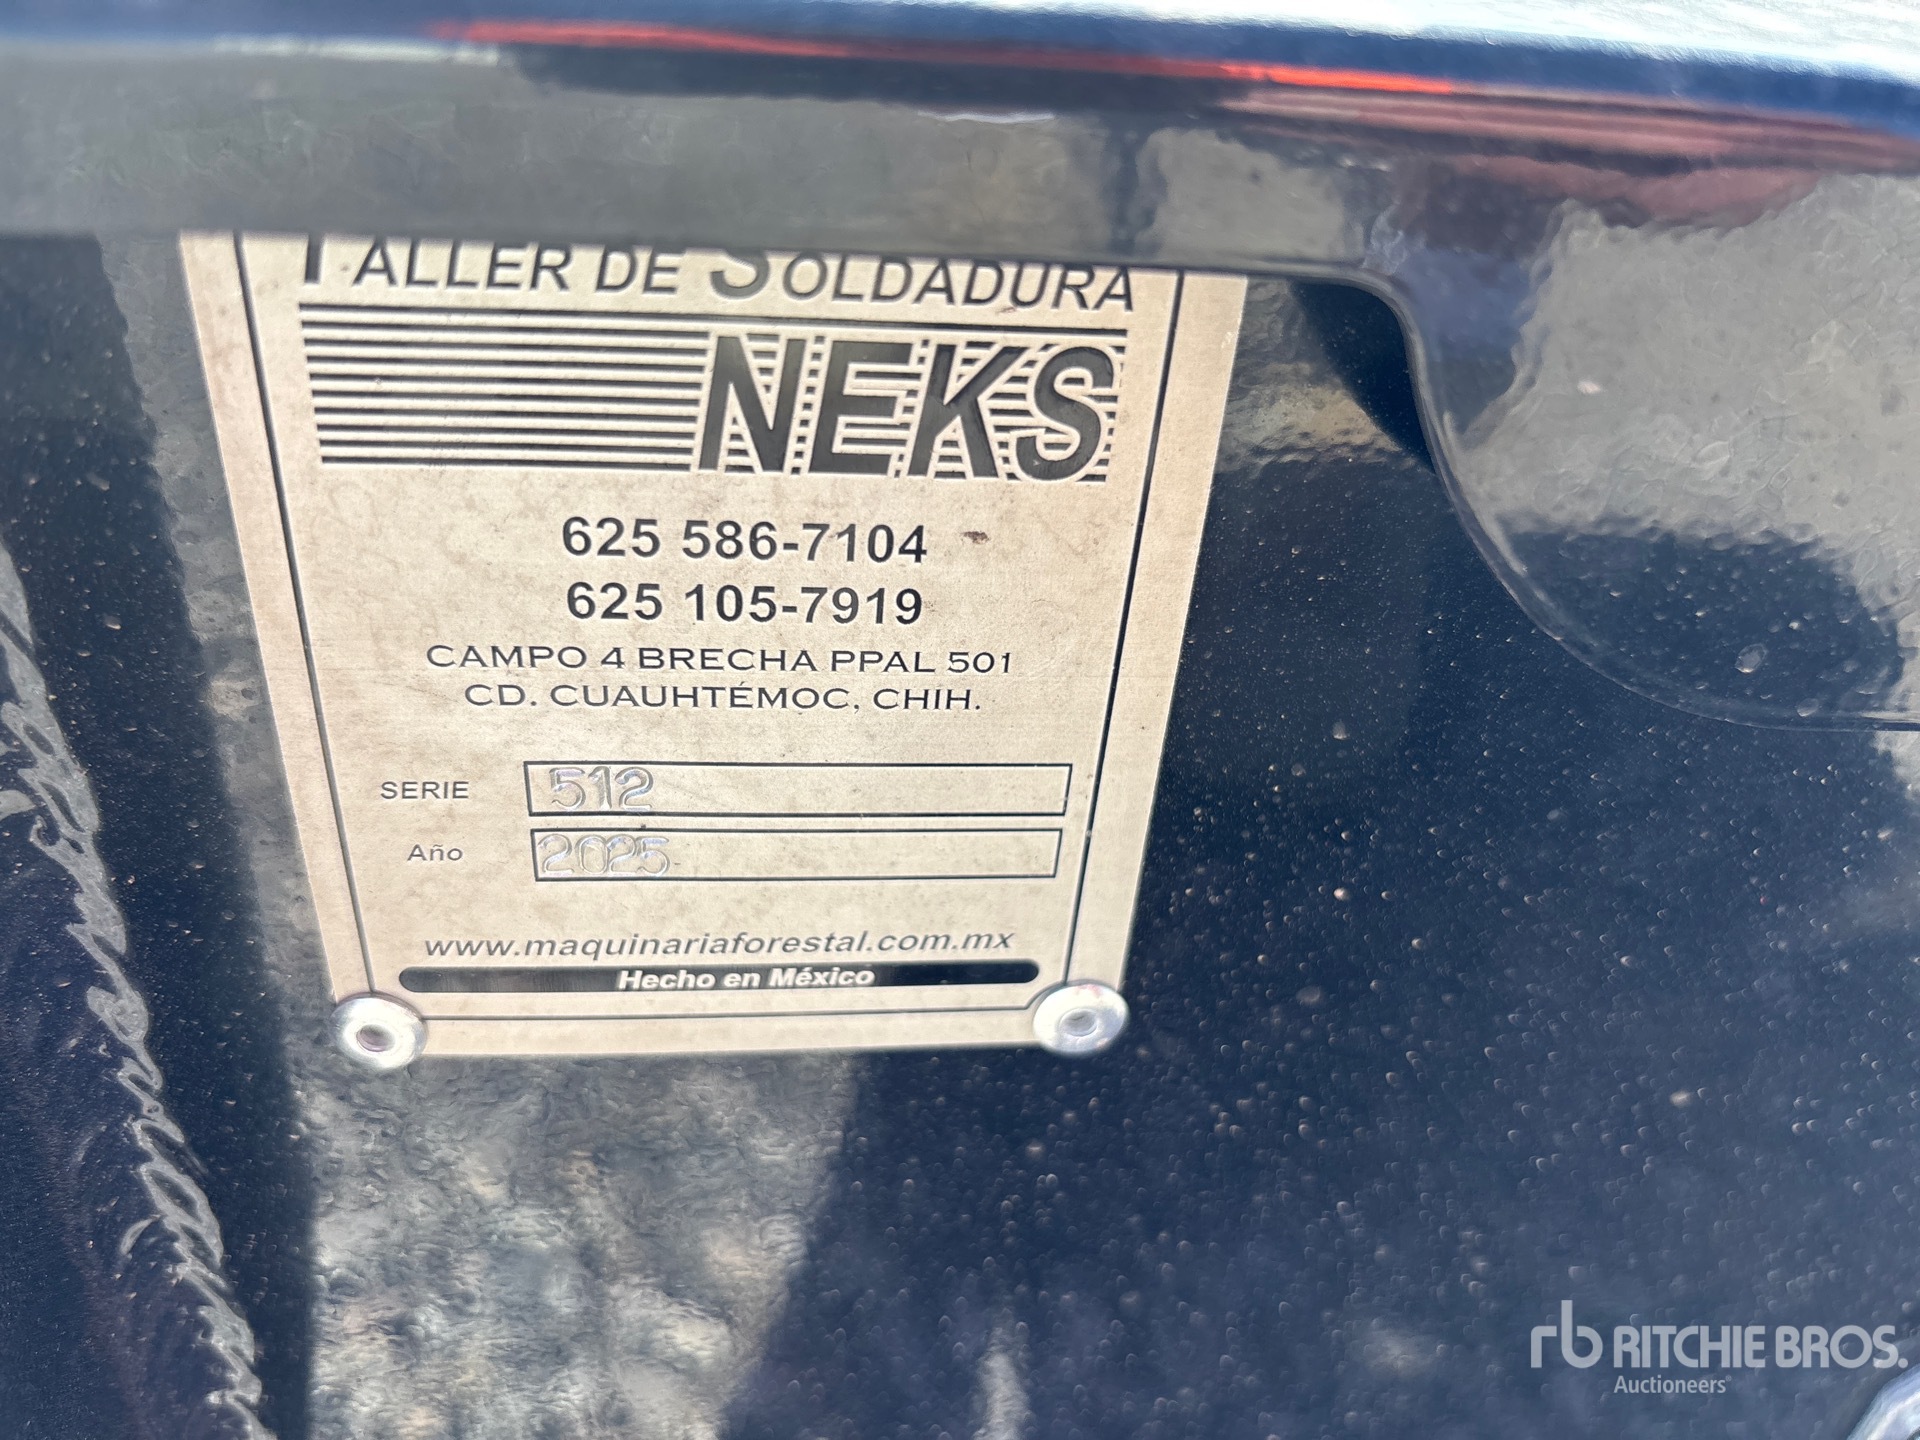 TALLER DE SOLDADURA
NEKS
625 586-7104
625 105-7919
CAMPO 4 BRECHA PPAL 501
CD. CUAUHTÉMOC, CHIH.
SERIE 512
Año 2025
www.maquinariaforestal.com.mx
Hecho en México
rb RITCHIE BROS.
Auctioneers